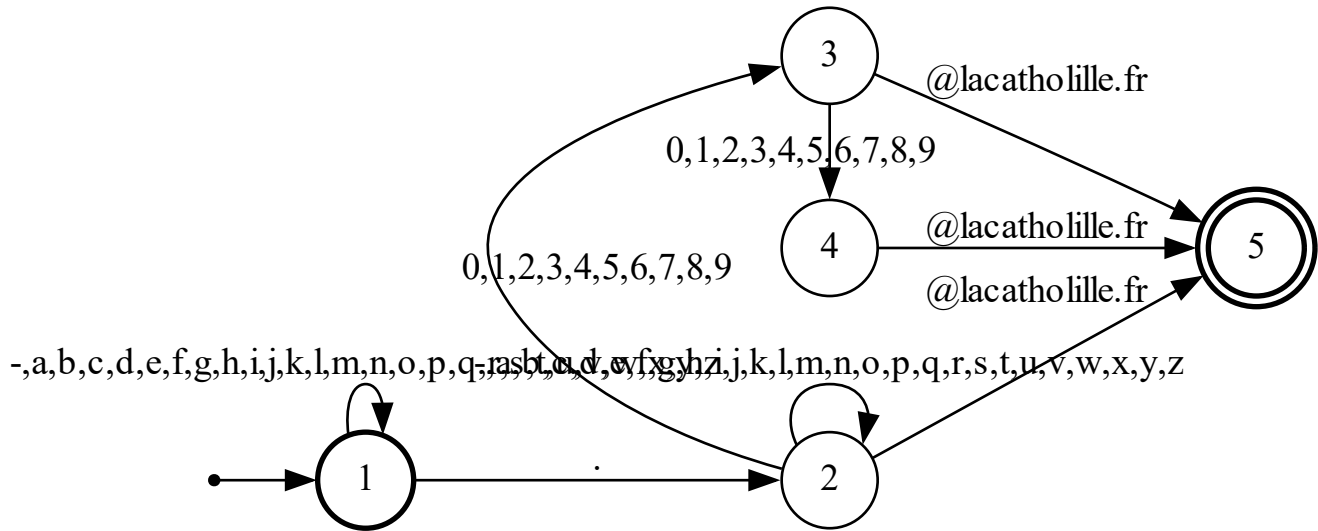 3
@lacatholille.fr
0,1,2,3,4,5,6,7,8,9
4
@lacatholille.fr
5
0,1,2,3,4,5,6,7,8,9
@lacatholille.fr
-,a,b,c,d,e,f,g,h,i,j,k,l,m,n,o,p,q,r,s,t,u,v,w,x,y,z
-,a,b,c,d,e,f,g,h,i,j,k,l,m,n,o,p,q,r,s,t,u,v,w,x,y,z
.
1
2